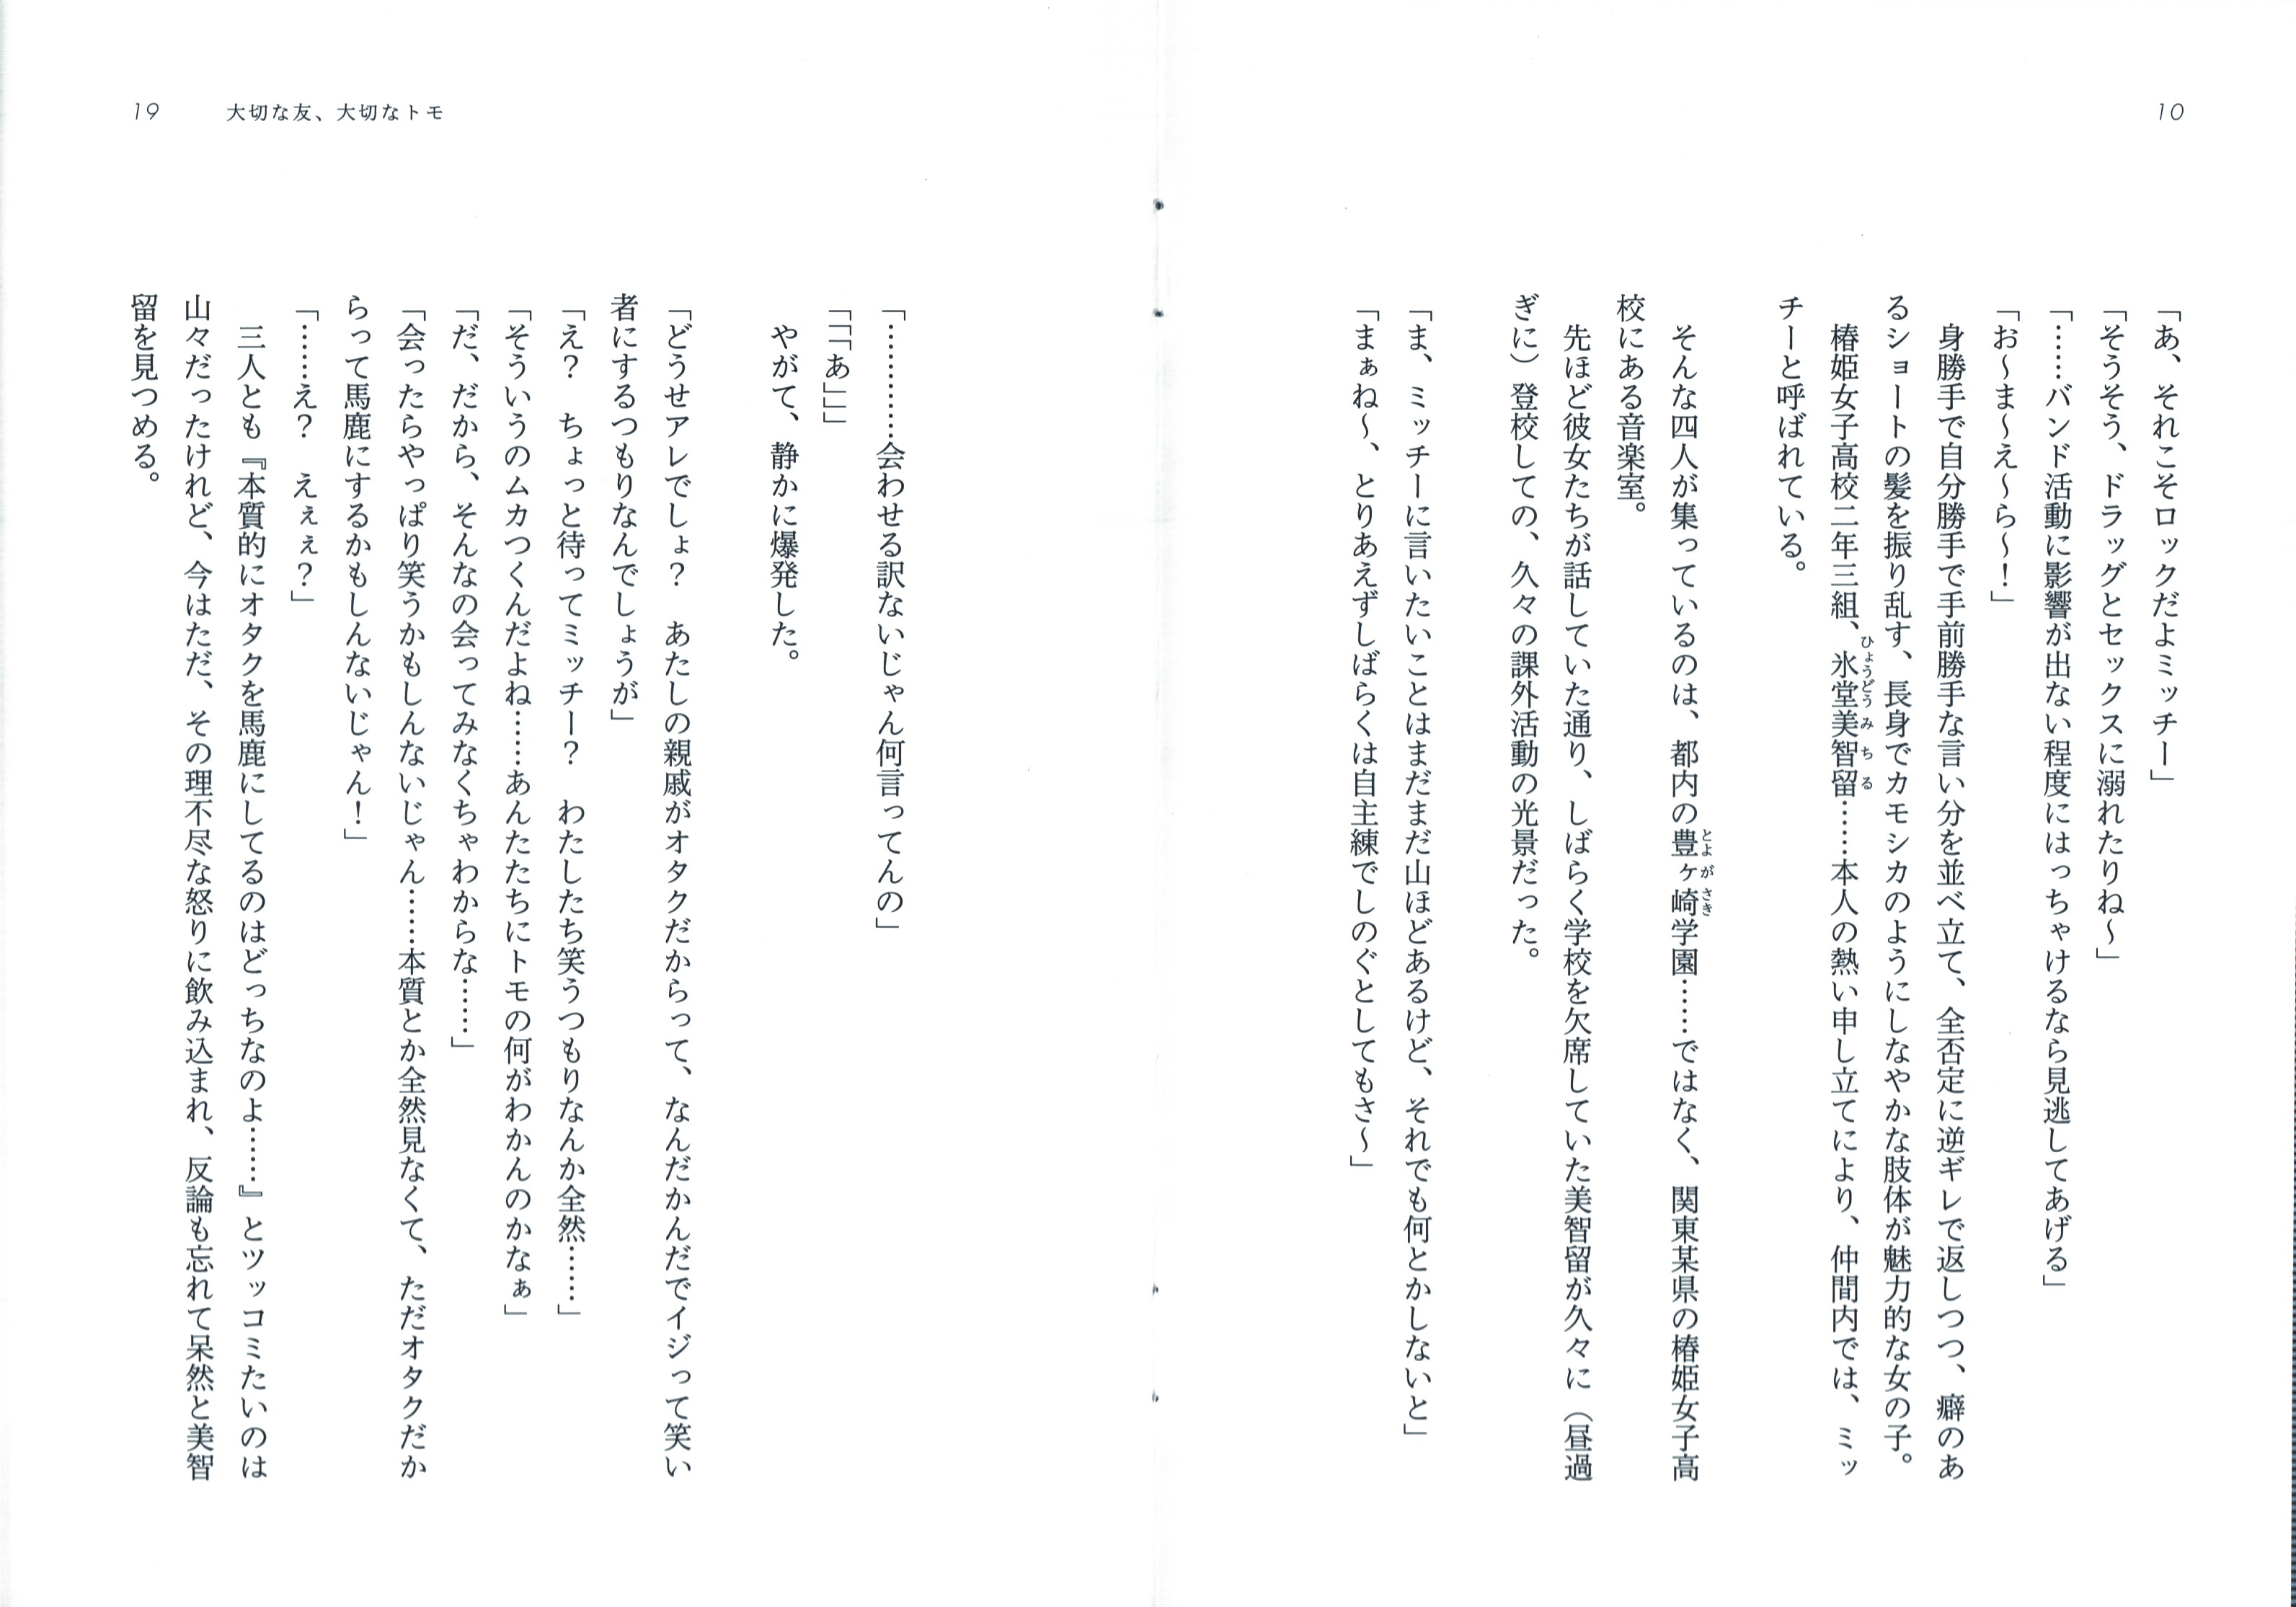 10
「あ、それこそロックだよミッチー」
「そうそう、ドラッグとセックスに溺れたりね～」
「……バンド活動に影響が出ない程度にはっちゃけるなら見逃してあげる」
「お～ま～え～ら～！」
　身勝手で自分勝手で手前勝手な言い分を並べ立て、全否定に逆ギレで返しつつ、癖のあ
るショートの髪を振り乱す、長身でカモシカのようにしなやかな肢体が魅力的な女の子。
　椿姫女子高校二年三組、氷堂美智留……本人の熱い申し立てにより、仲間内では、ミッ
ひょうどうみちる
チーと呼ばれている。
　そんな四人が集っているのは、都内の豊ヶ崎学園……ではなく、関東某県の椿姫女子高
とよがさき
校にある音楽室。
　先ほど彼女たちが話していた通り、しばらく学校を欠席していた美智留が久々に（昼過
ぎに）登校しての、久々の課外活動の光景だった。
「ま、ミッチーに言いたいことはまだまだ山ほどあるけど、それでも何とかしないと」
「まぁね～、とりあえずしばらくは自主練でしのぐとしてもさ～」
19　大切な友、大切なトモ
「…………会わせる訳ないじゃん何言ってんの」
「「「あ」」」
　やがて、静かに爆発した。
「どうせアレでしょ？　あたしの親戚がオタクだからって、なんだかんだでイジって笑い
者にするつもりなんでしょうが」
「え？　ちょっと待ってミッチー？　わたしたち笑うつもりなんか全然……」
「そういうのムカつくんだよね……あんたたちにトモの何がわかんのかなぁ」
「だ、だから、そんなの会ってみなくちゃわからな……」
「会ったらやっぱり笑うかもしんないじゃん……本質とか全然見なくて、ただオタクだか
らって馬鹿にするかもしんないじゃん！」
「……え？　えぇぇ？」
　三人とも『本質的にオタクを馬鹿にしてるのはどっちなのよ……』とツッコミたいのは
山々だったけれど、今はただ、その理不尽な怒りに飲み込まれ、反論も忘れて呆然と美智
留を見つめる。